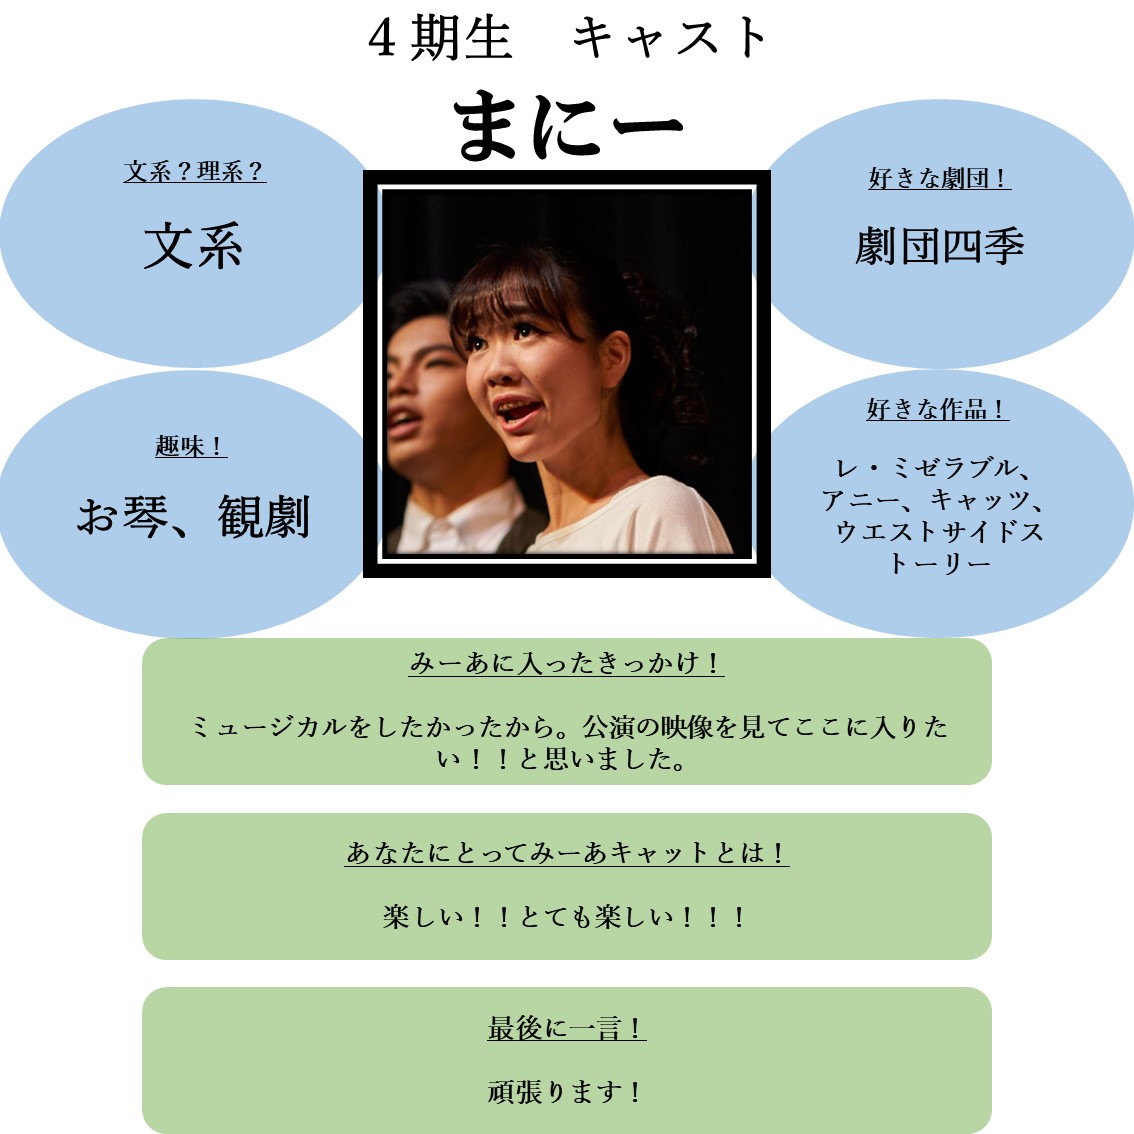 ４期生　キャスト
まにー
文系？理系？
文系
好きな劇団！
劇団四季
趣味！
お琴、観劇
好きな作品！
レ・ミゼラブル、
アニー、キャッツ、
ウエストサイドス
トーリー
みーあに入ったきっかけ！
ミュージカルをしたかったから。公演の映像を見てここに入りた
い！！と思いました。
あなたにとってみーあキャットとは！
楽しい！！とても楽しい！！！
最後に一言！
頑張ります！